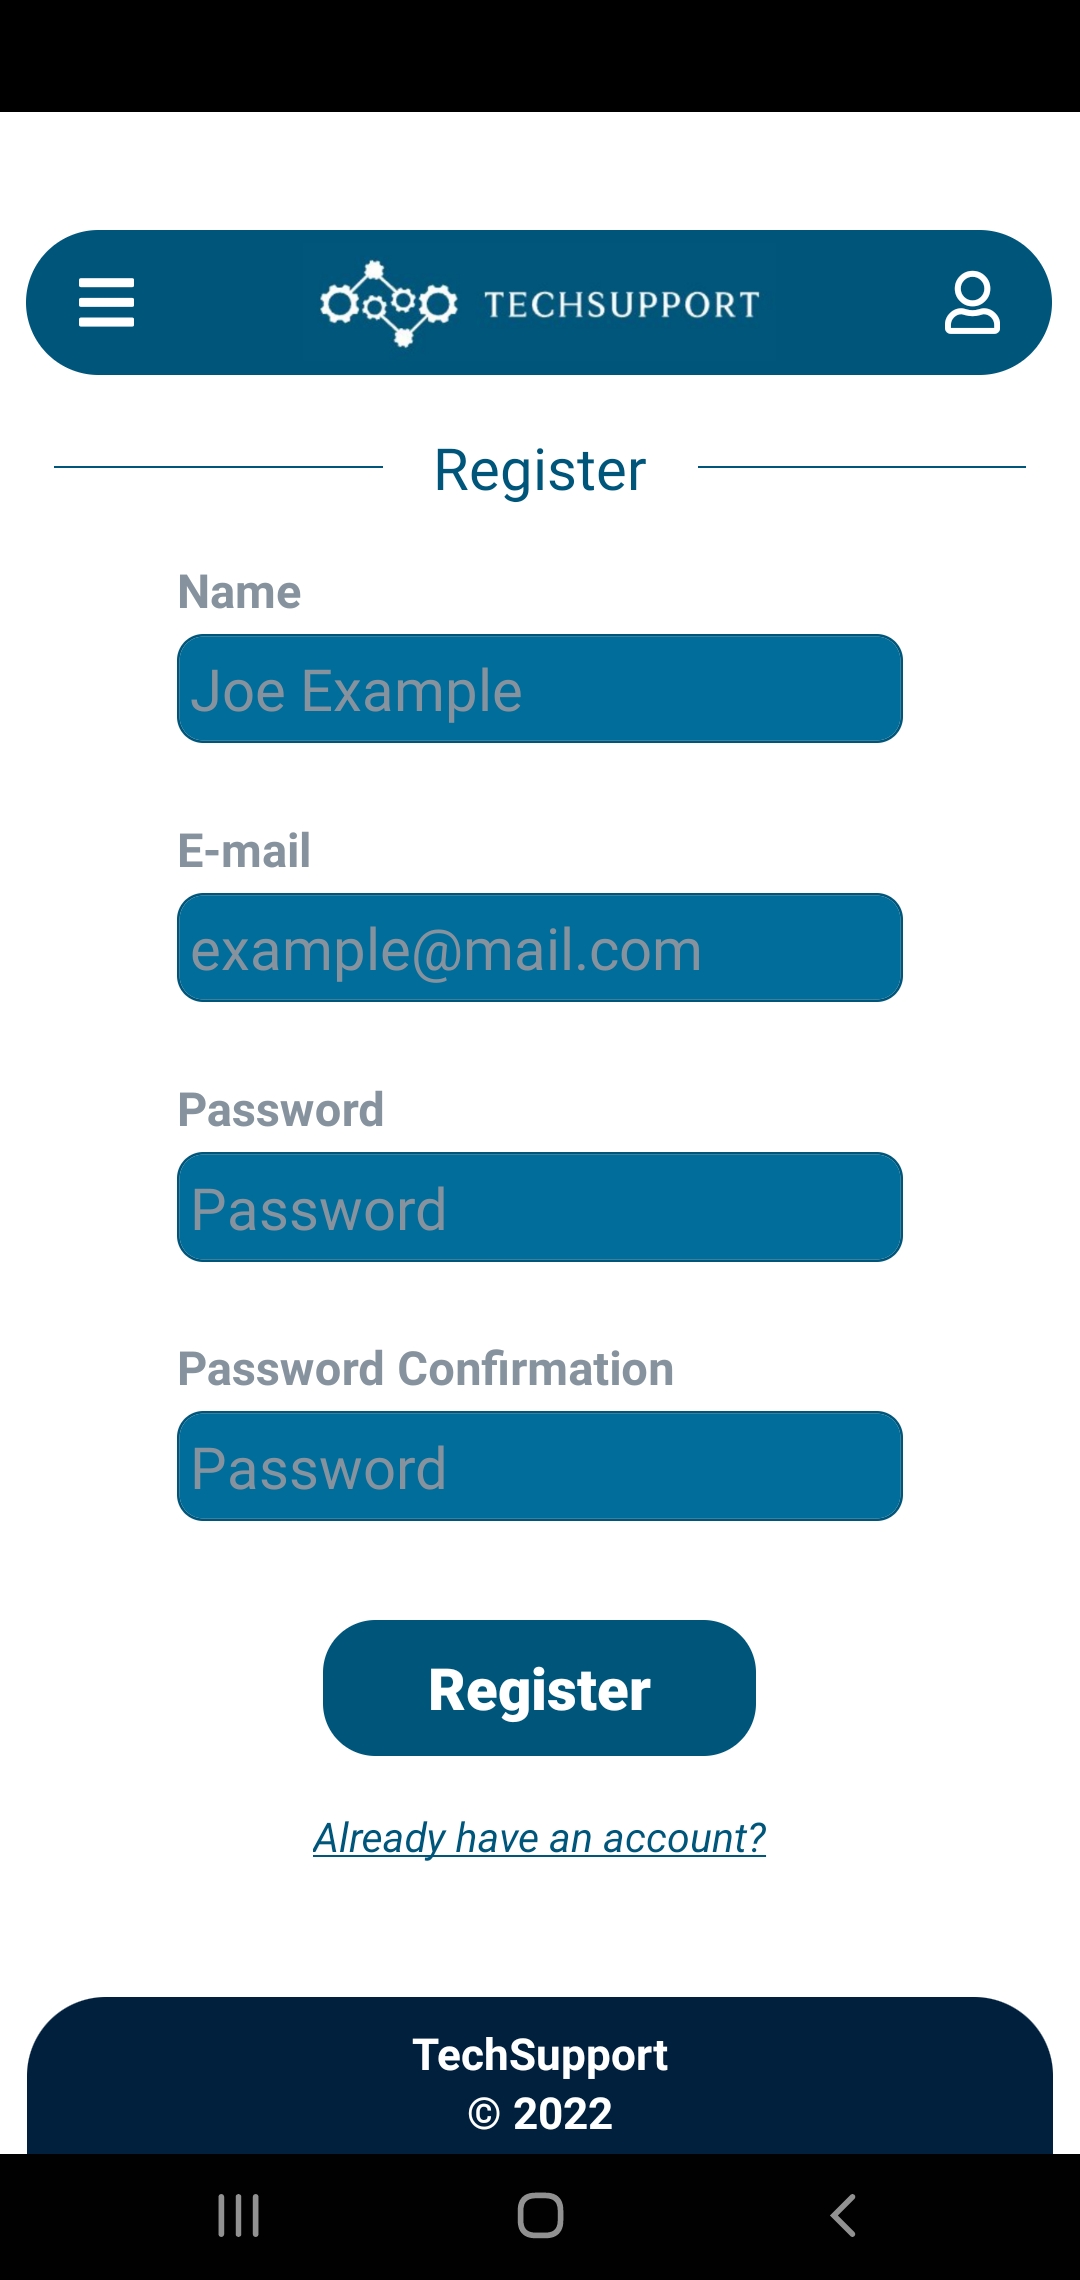 TECHSUPPORT
Register
Name
Joe Example
E-mail
example@mail.com
Password
Password
Password Confirmation
Password
Register
Already have an account?
TechSupport
© 2022